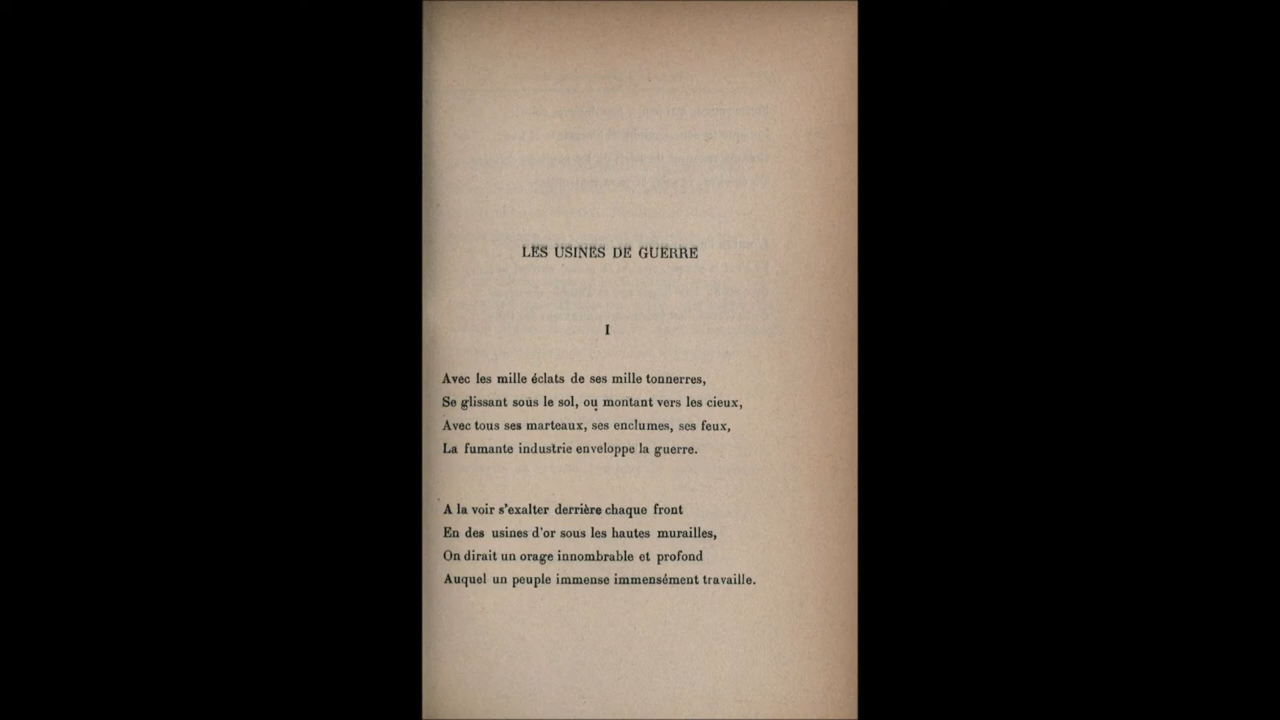 LES USINES DE GUERRE
I
Avec les mille éclats de ses mille tonnerres,
Se glissant sous le sol, ou montant vers les cieux,
Avec tous ses marteaux, ses enclumes, ses feux,
La fumante industrie enveloppe la guerre.
A la voir s'exalter derrière chaque front
En des usines d'or sous les hautes murailles,
On dirait un orage innombrable et profond
Auquel un peuple immense immensément travaille.